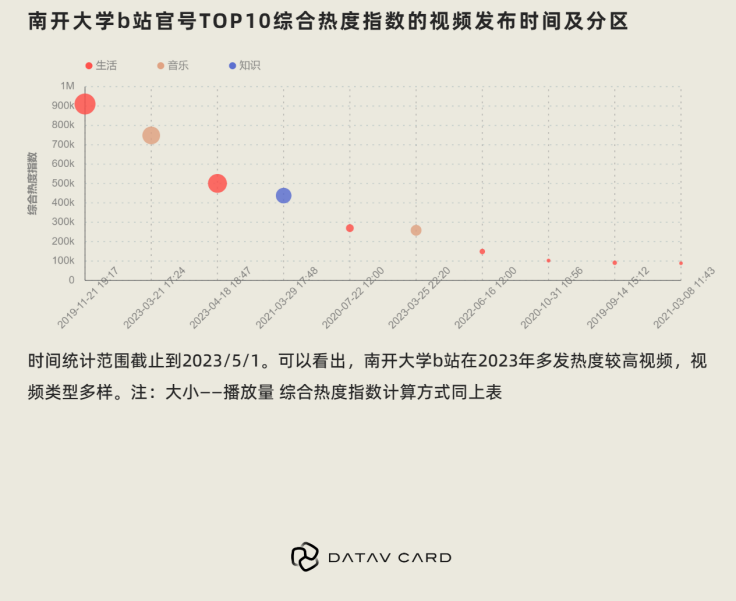 南开大学b站官号TOP10综合热度指数的视频发布时间及分区
生活 音乐 知识
综合热度指数
1M
900k
800k
700k
600k
500k
400k
300k
200k
100k
0
2019-11-21 19:17
2023-03-21 17:24
2023-04-18 18:47
2021-03-29 17:48
2020-07-22 12:00
2023-03-25 22:20
2022-06-16 12:00
2020-10-31 10:56
2019-09-14 15:12
2021-03-08 11:43
时间统计范围截止到2023/5/1。可以看出，南开大学b站在2023年多发热度较高视频，视
频类型多样。注：大小——播放量 综合热度指数计算方式同上表
DATAV CARD